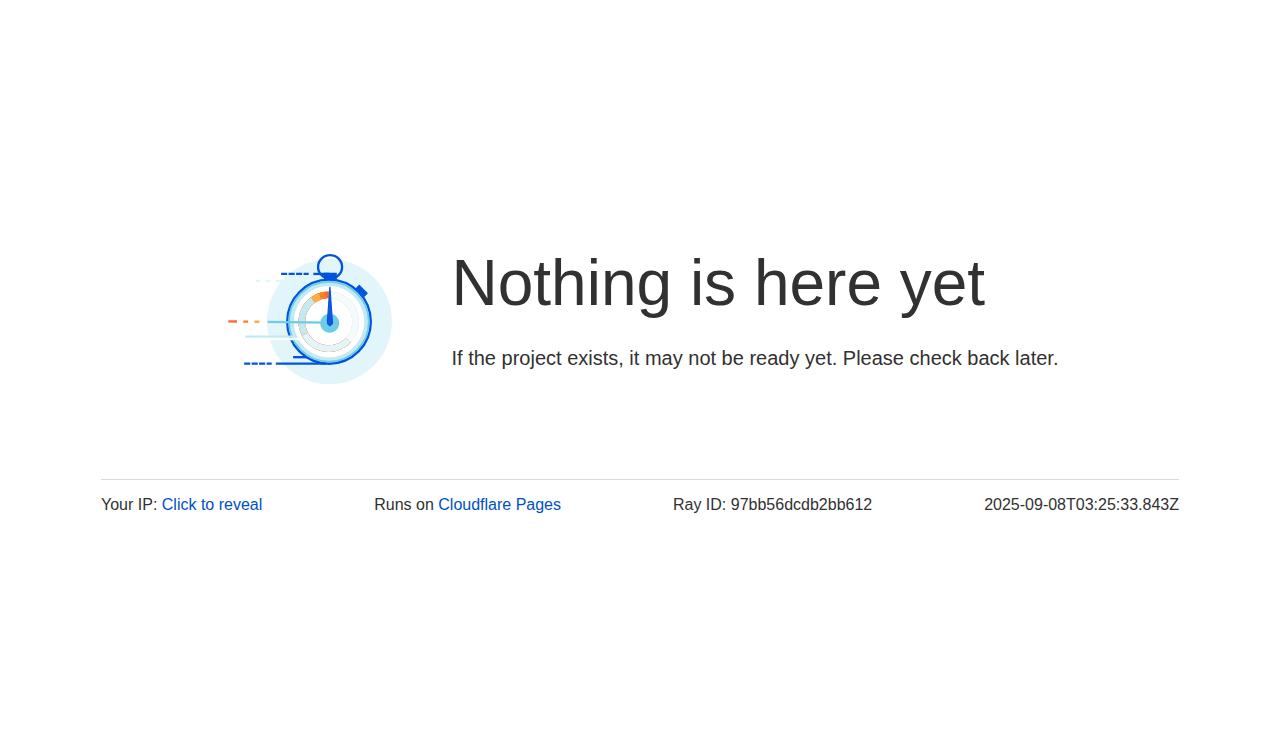 Nothing is here yet
If the project exists, it may not be ready yet. Please check back later.
Your IP: Click to reveal
Runs on Cloudflare Pages
Ray ID: 97bb56dcdb2bb612
2025-09-08T03:25:33.843Z